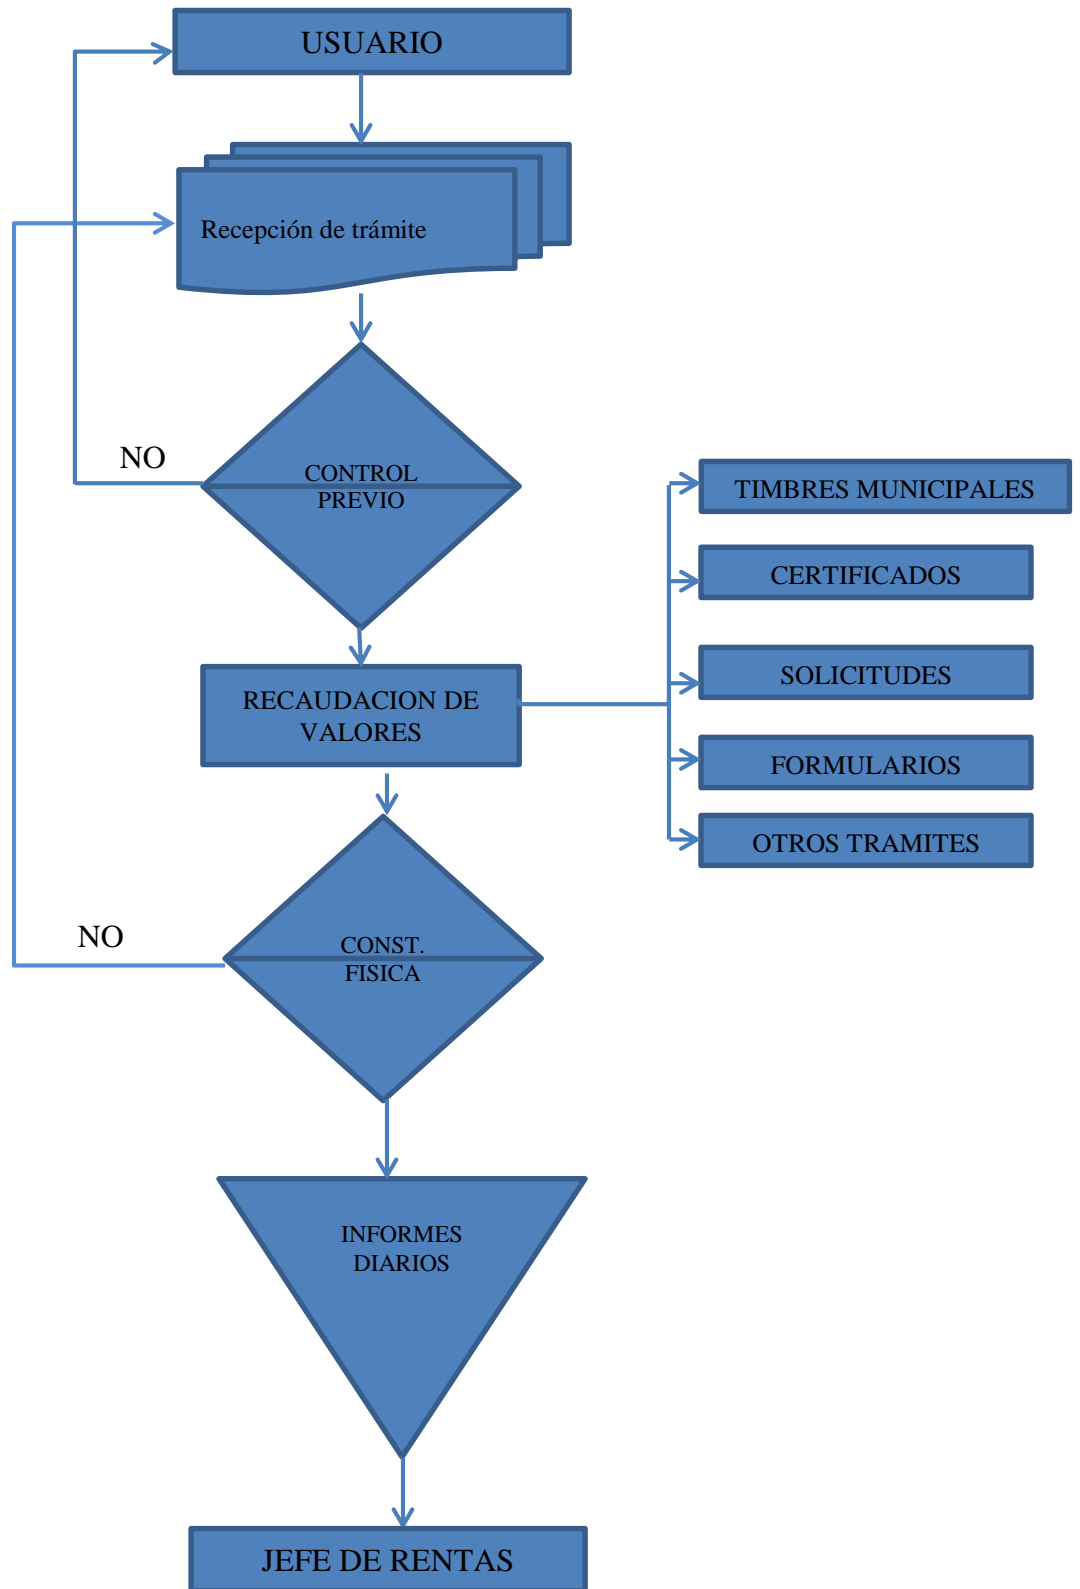 USUARIO
Recepción de trámite
NO
CONTROL
PREVIO
TIMBRES MUNICIPALES
CERTIFICADOS
RECAUDACION DE
VALORES
SOLICITUDES
FORMULARIOS
OTROS TRAMITES
NO
CONST.
FISICA
INFORMES
DIARIOS
JEFE DE RENTAS